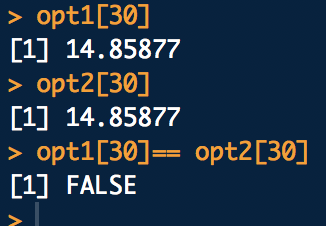 > opt1[30]
[1] 14.85877
> opt2[30]
[1] 14.85877
> opt1[30]== opt2[30]
[1] FALSE
>